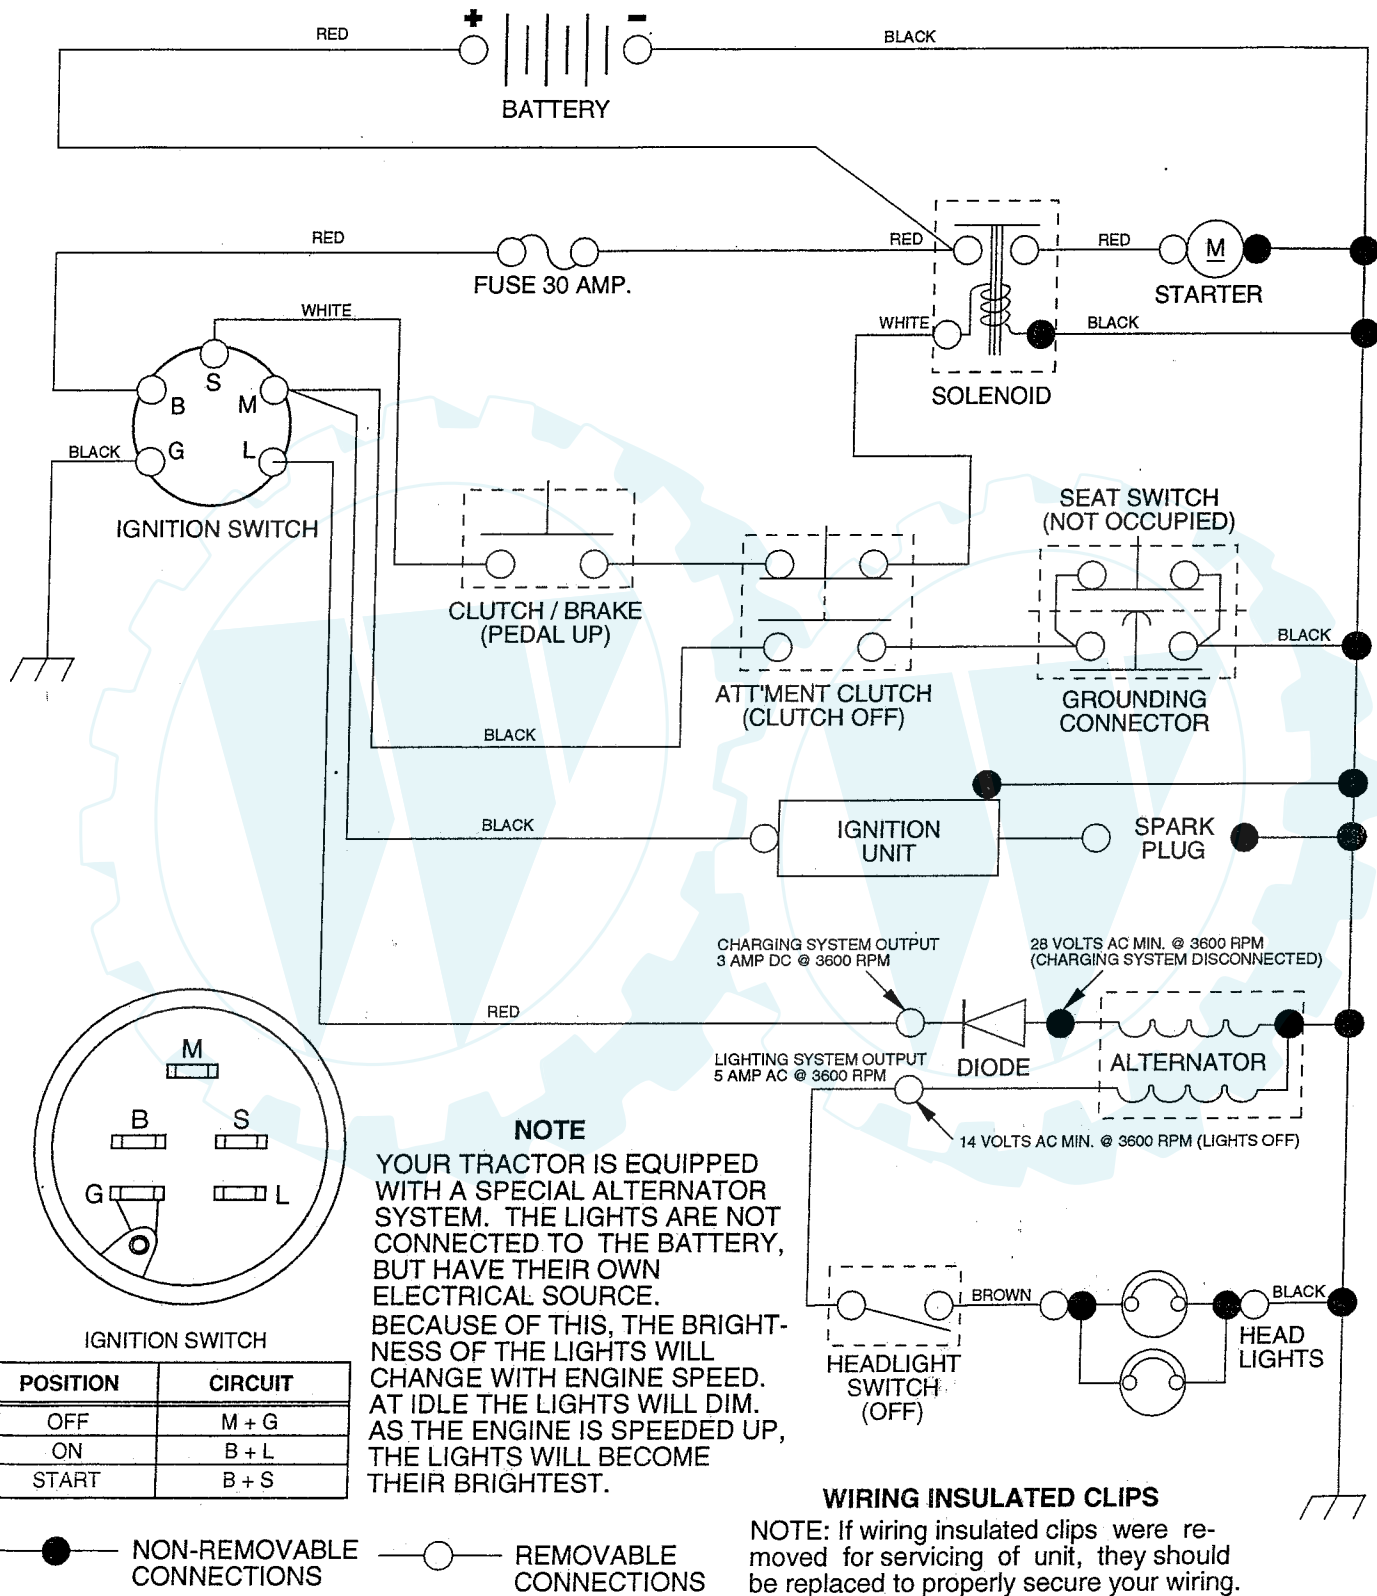 + -
RED
BLACK
BATTERY
RED
RED
RED
M
FUSE 30 AMP.
STARTER
WHITE
WHITE
BLACK
S
B
M
SOLENOID
BLACK
G
L
IGNITION SWITCH
SEAT SWITCH
(NOT OCCUPIED)
CLUTCH / BRAKE
(PEDAL UP)
BLACK
ATT'MENT CLUTCH
(CLUTCH OFF)
GROUNDING
CONNECTOR
BLACK
BLACK
IGNITION
UNIT
SPARK
PLUG
CHARGING SYSTEM OUTPUT
3 AMP DC @ 3600 RPM
28 VOLTS AC MIN. @ 3600 RPM
(CHARGING SYSTEM DISCONNECTED)
RED
DIODE
ALTERNATOR
LIGHTING SYSTEM OUTPUT
5 AMP AC @ 3600 RPM
14 VOLTS AC MIN. @ 3600 RPM (LIGHTS OFF)
M
B
S
G
L
IGNITION SWITCH
POSITION CIRCUIT
OFF M + G
ON B + L
START B + S
NOTE
YOUR TRACTOR IS EQUIPPED
WITH A SPECIAL ALTERNATOR
SYSTEM. THE LIGHTS ARE NOT
CONNECTED TO THE BATTERY,
BUT HAVE THEIR OWN
ELECTRICAL SOURCE.
BECAUSE OF THIS, THE BRIGHT-
NESS OF THE LIGHTS WILL
CHANGE WITH ENGINE SPEED.
AT IDLE THE LIGHTS WILL DIM.
AS THE ENGINE IS SPEEDED UP,
THE LIGHTS WILL BECOME
THEIR BRIGHTEST.
BROWN
BLACK
HEADLIGHT
SWITCH
(OFF)
HEAD
LIGHTS
WIRING INSULATED CLIPS
NOTE: If wiring insulated clips were re-
moved for servicing of unit, they should
be replaced to properly secure your wiring.
NON-REMOVABLE
CONNECTIONS
REMOVABLE
CONNECTIONS
W
W